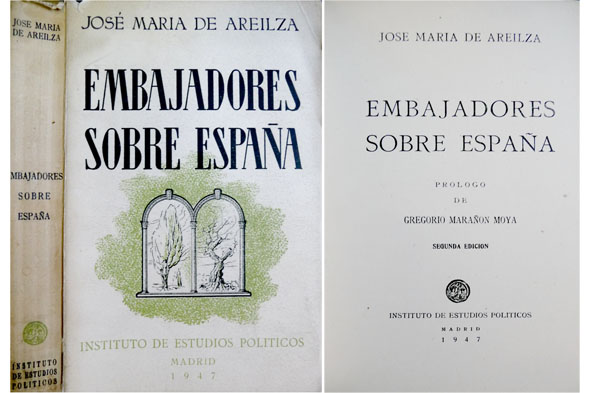 JOSE MARIA
DE AREILZA
EMBAJADORES
SOBRE
ESPAÑA
INSTITUTO
DE ESTUDIOS
POLITICOS
JOSÉ MARIA DE AREILZA
EMBAJADORES
SOBRE ESPAÑA
INSTITUTO DE ESTUDIOS POLITICOS
MADRID
1947
JOSE MARIA DE AREILZA
EMBAJADORES
SOBRE ESPAÑA
PROLOGO
DE
GREGORIO MARAÑON MOYA
SEGUNDA EDICION
INSTITUTO DE ESTUDIOS POLITICOS
MADRID
1947